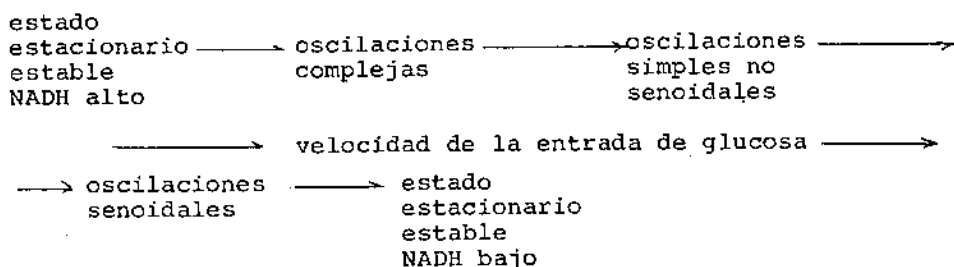 estado
estacionario → oscilaciones → oscilaciones →
estable complejas simples no
NADH alto senoidales
→ velocidad de la entrada de glucosa →
→ oscilaciones → estado
senoidales estacionario
estable
NADH bajo